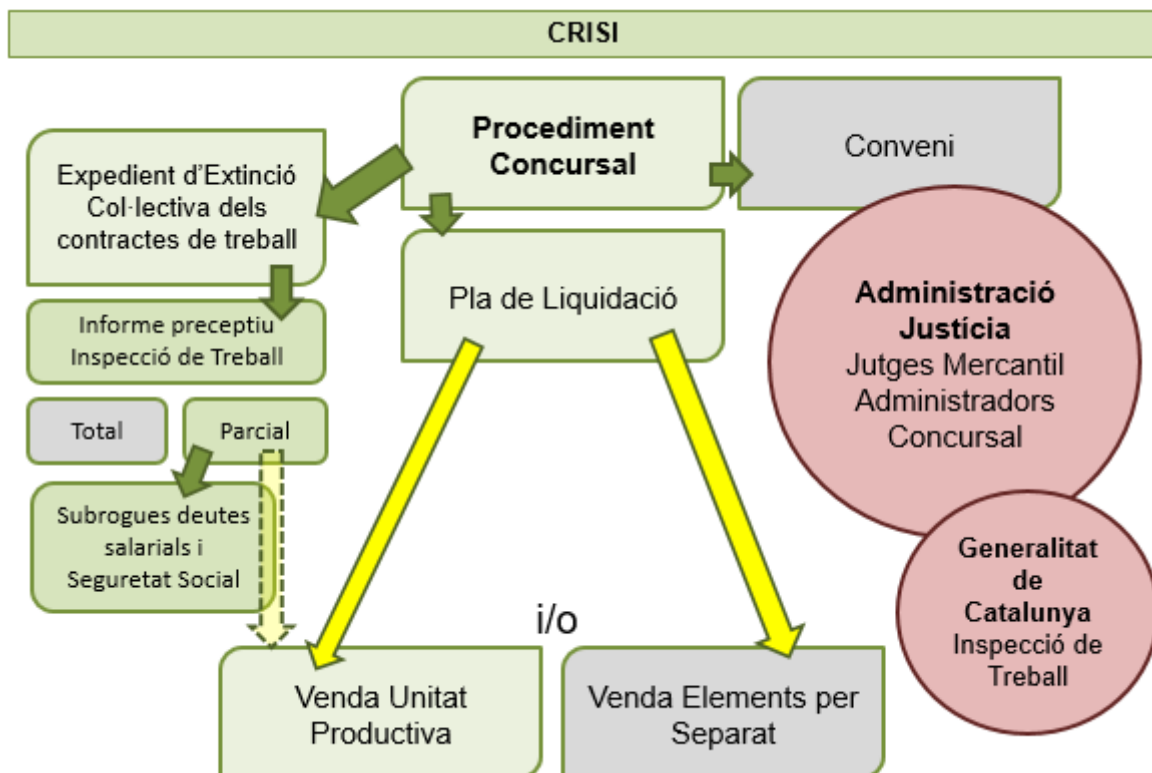 CRISI
Procediment
Concursal
Conveni
Expedient d'Extinció
Col·lectiva dels
contractes de treball
Pla de Liquidació
Informe preceptiu
Inspecció de Treball
Total
Parcial
Subrogues deutes
salarials i
Seguretat Social
Administració
Justícia
Jutges Mercantil
Administradors
Concursal
Generalitat
de
Catalunya
Inspecció de
Treball
i/o
Venda Unitat
Productiva
Venda Elements per
Separat